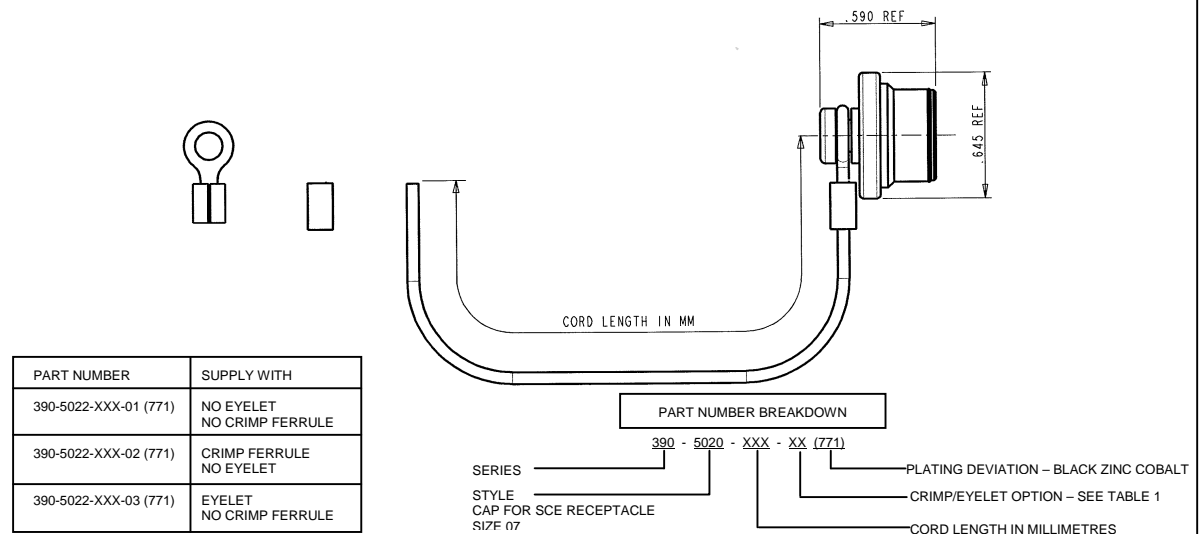 .590 REF
.645 REF
CORD LENGTH IN MM
PART NUMBER SUPPLY WITH
390-5022-XXX-01 (771) NO EYELET
NO CRIMP FERRULE
390-5022-XXX-02 (771) CRIMP FERRULE
NO EYELET
390-5022-XXX-03 (771) EYELET
NO CRIMP FERRULE
PART NUMBER BREAKDOWN
390 - 5020 - XXX - XX (771)
SERIES
STYLE
CAP FOR SCE RECEPTACLE
SIZE 07
PLATING DEVIATION – BLACK ZINC COBALT
CRIMP/EYELET OPTION – SEE TABLE 1
CORD LENGTH IN MILLIMETRES